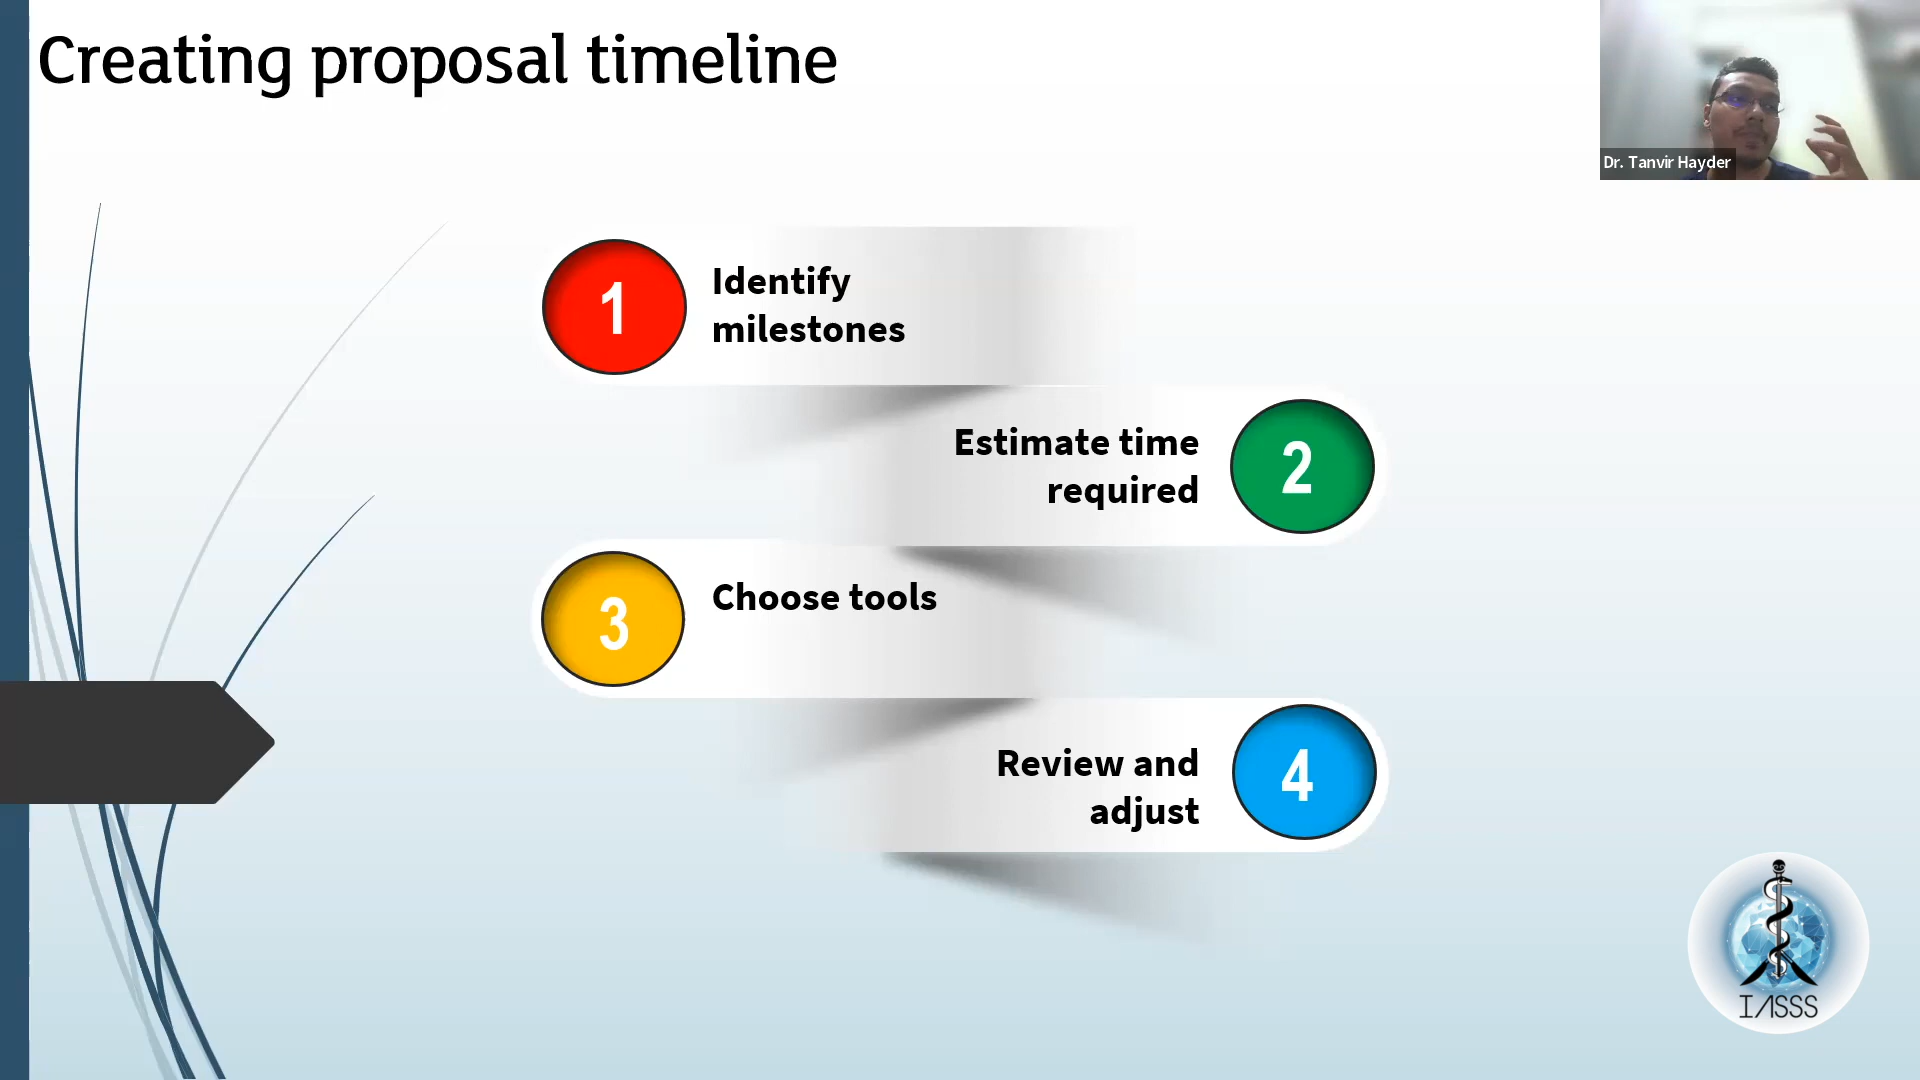 Creating proposal timeline
Dr. Tanvir Hayder
1
Identify
milestones
Estimate time
required
2
3
Choose tools
Review and
adjust
4
IASSS